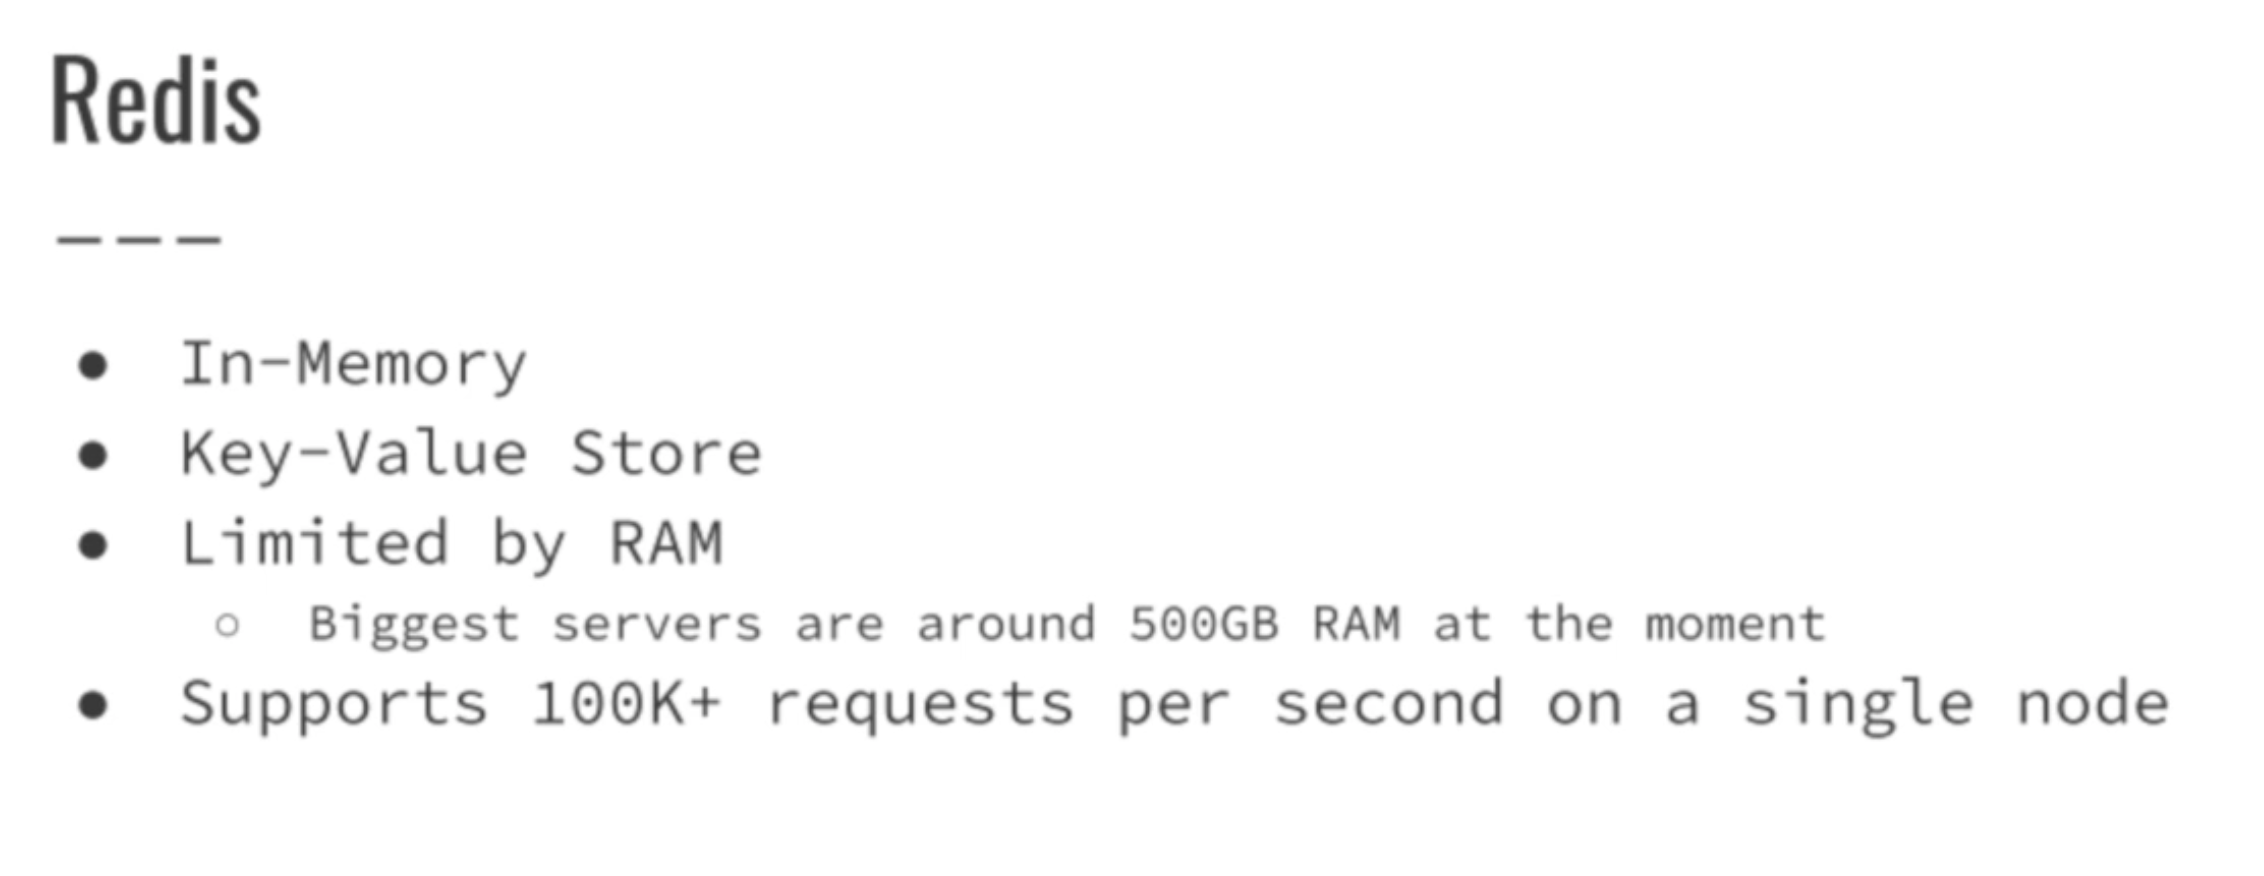 Redis
———
● In-Memory
● Key-Value Store
● Limited by RAM
○ Biggest servers are around 500GB RAM at the moment
● Supports 100K+ requests per second on a single node